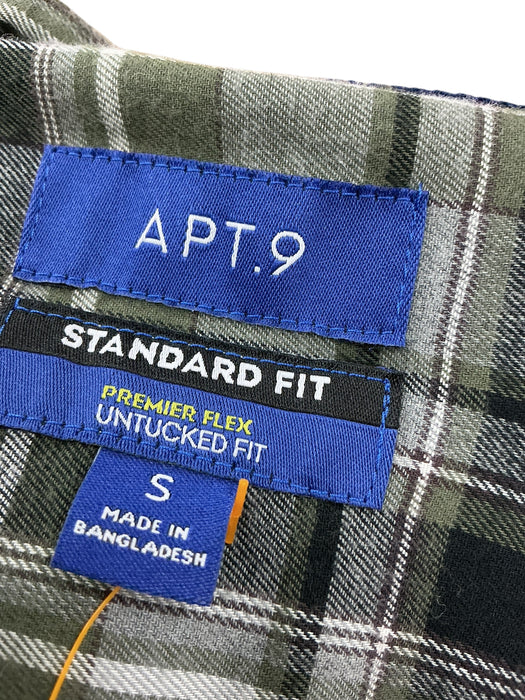 APT.9
STANDARD FIT
PREMIER FLEX
UNTUCKED FIT
S
MADE IN
BANGLADESH